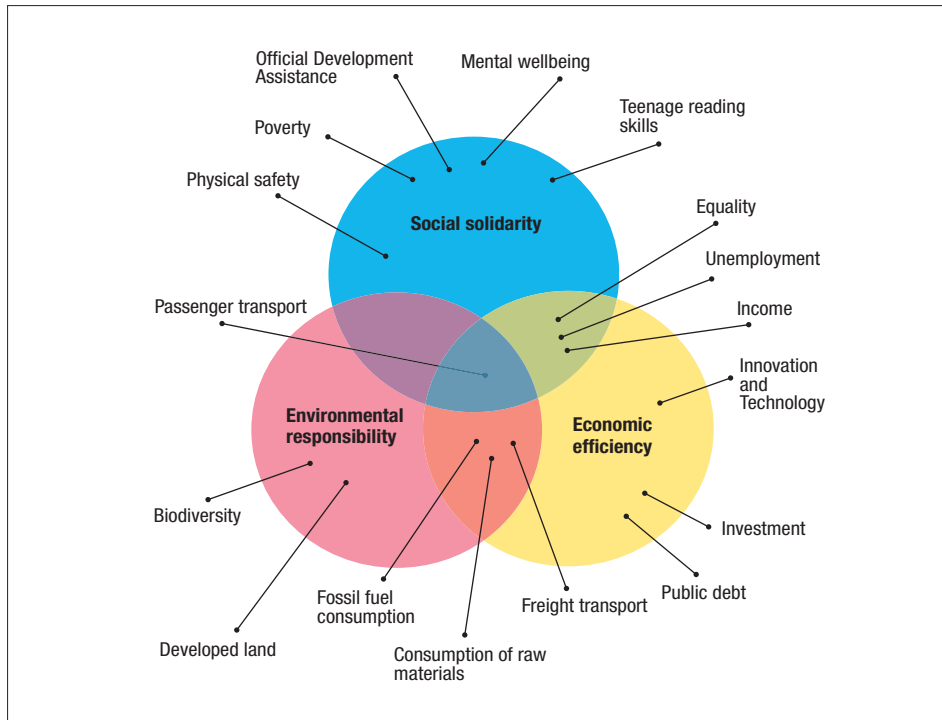 Official Development
Assistance
Mental wellbeing
Teenage reading
skills
Poverty
Physical safety
Social solidarity
Equality
Unemployment
Passenger transport
Income
Innovation
and
Technology
Environmental
responsibility
Economic
efficiency
Biodiversity
Investment
Public debt
Fossil fuel
consumption
Freight transport
Developed land
Consumption of raw
materials